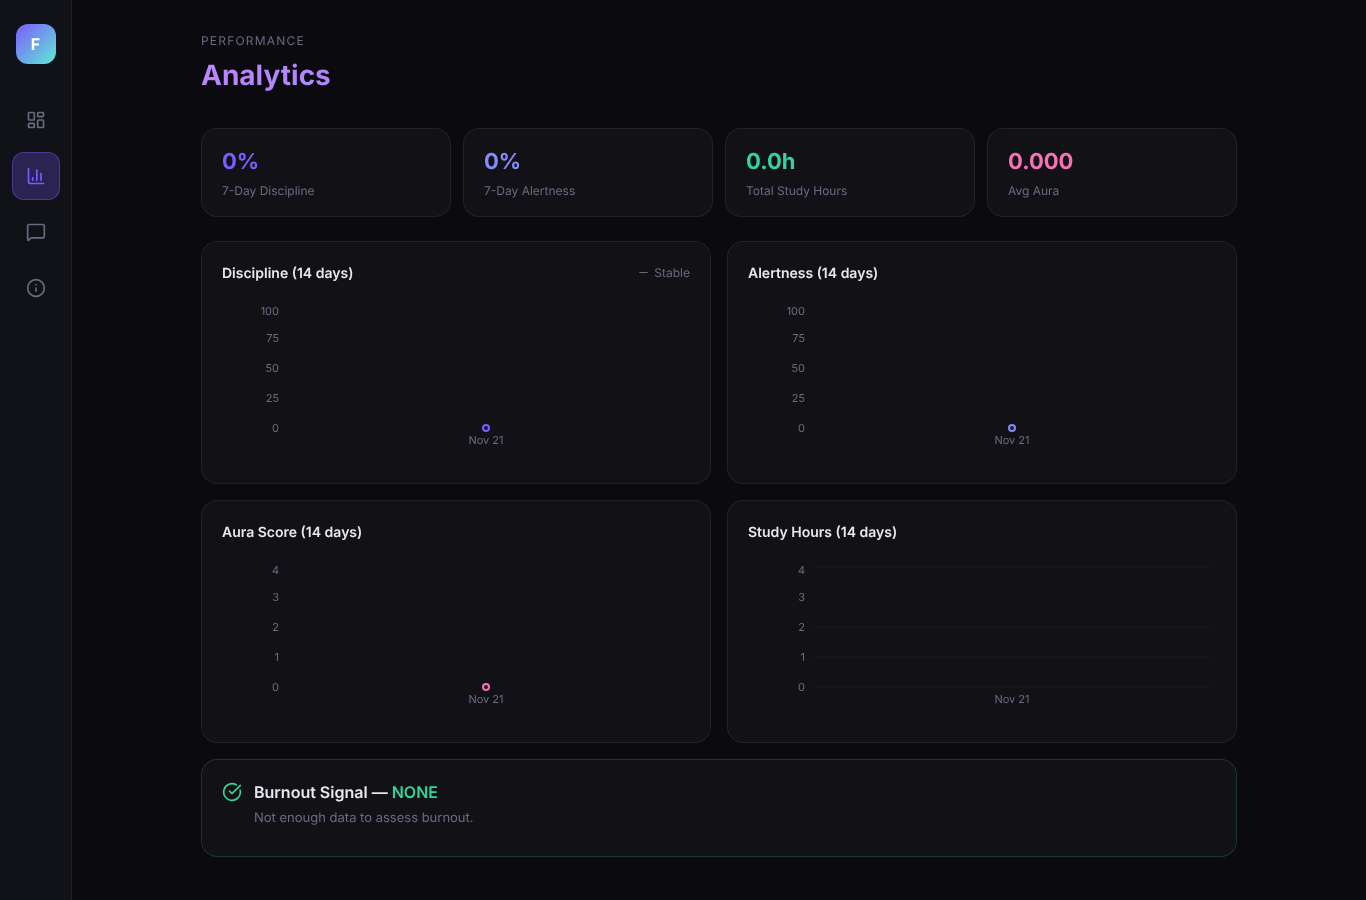 F
PERFORMANCE
Analytics
0%
7-Day Discipline
0%
7-Day Alertness
0.0h
Total Study Hours
0.000
Avg Aura
Discipline (14 days)
— Stable
100
75
50
25
0
Nov 21
Alertness (14 days)
100
75
50
25
0
Nov 21
Aura Score (14 days)
4
3
2
1
0
Nov 21
Study Hours (14 days)
4
3
2
1
0
Nov 21
Burnout Signal — NONE
Not enough data to assess burnout.